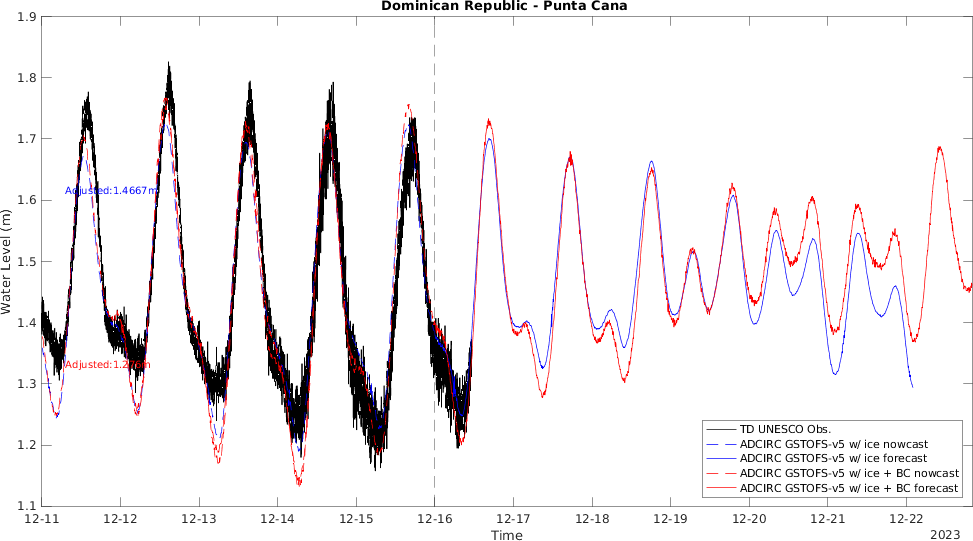 Dominican Republic - Punta Cana
1.9
1.8
1.7
1.6
1.5
1.4
1.3
1.2
1.1
Water Level (m)
Adjusted:1.4667m
12-11
12-12
12-13
12-14
12-15
12-16
12-17
12-18
12-19
12-20
12-21
12-22
2023
Time
TD UNESCO Obs.
ADCIRC GSTOFS-v5 w/ ice nowcast
ADCIRC GSTOFS-v5 w/ ice forecast
ADCIRC GSTOFS-v5 w/ ice + BC nowcast
ADCIRC GSTOFS-v5 w/ ice + BC forecast